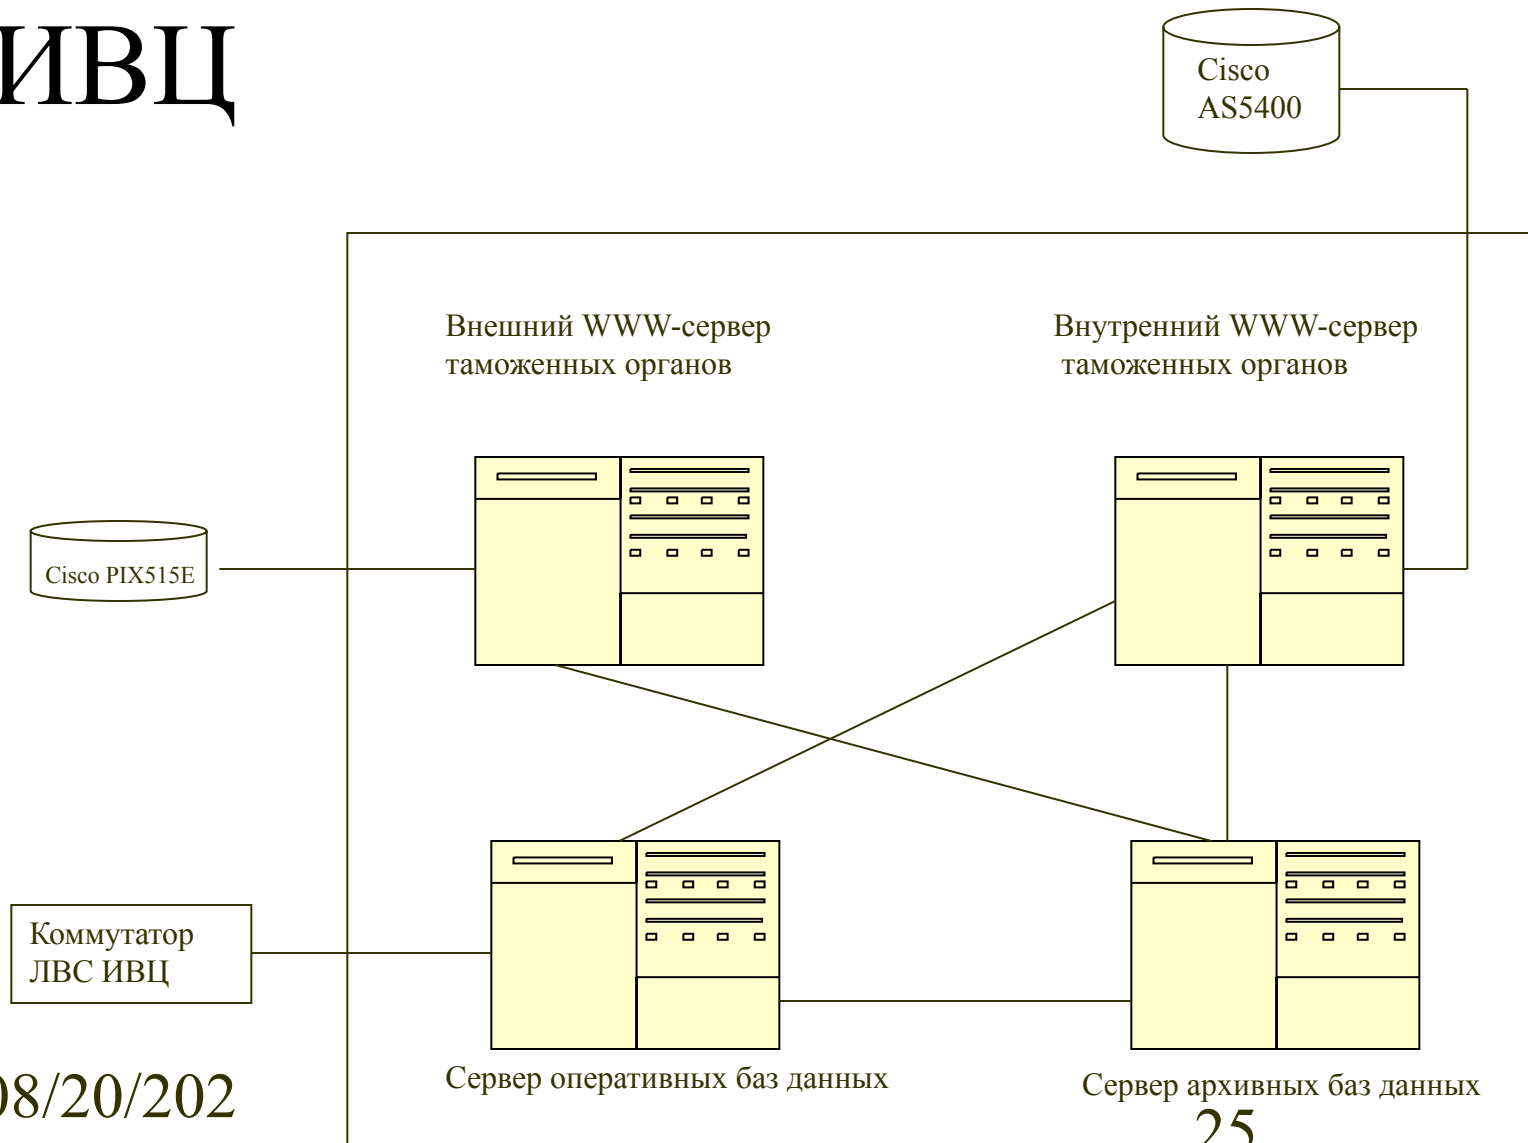 ИВЦ
Cisco
AS5400
Внешний WWW-сервер
таможенных органов
Внутренний WWW-сервер
таможенных органов
Cisco PIX515E
Коммутатор
ЛВС ИВЦ
Сервер оперативных баз данных
Сервер архивных баз данных
08/20/202
25